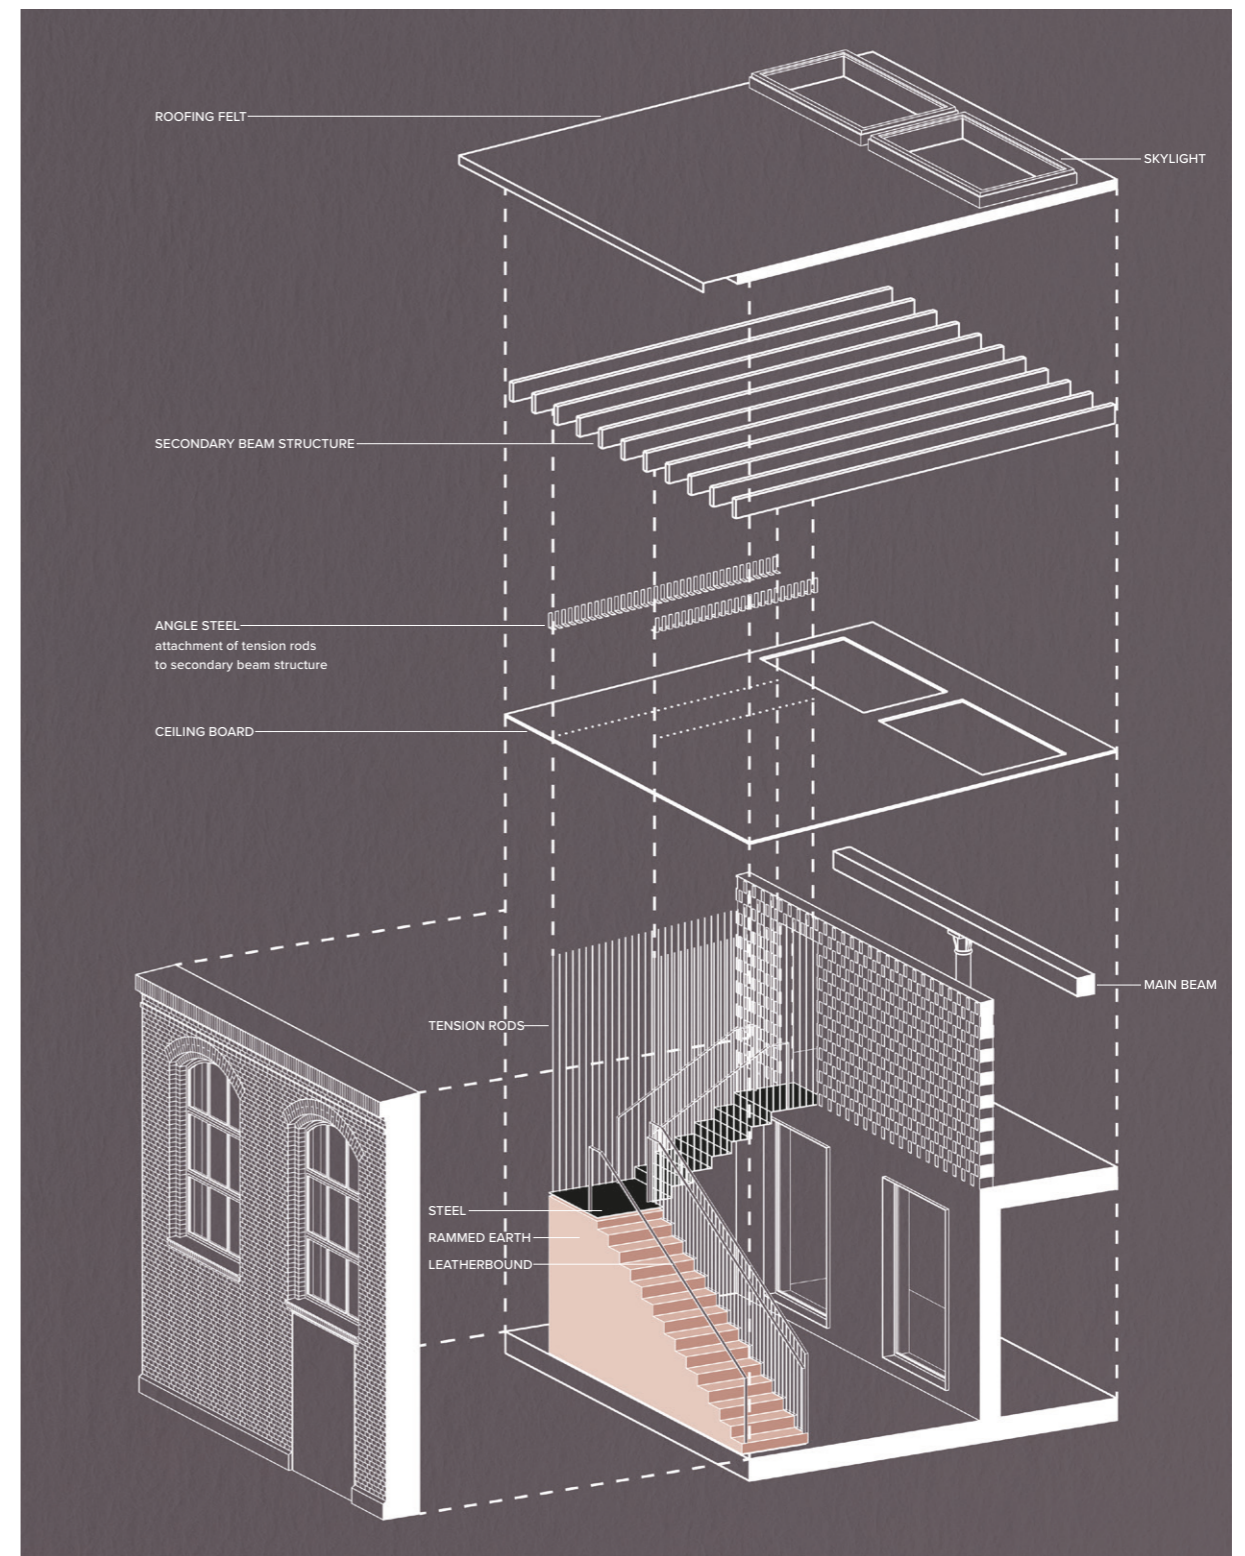 ROOFING FELT
SKYLIGHT
SECONDARY BEAM STRUCTURE
ANGLE STEEL
attachment of tension rods
to secondary beam structure
CEILING BOARD
MAIN BEAM
TENSION RODS
STEEL
RAMMED EARTH
LEATHERBOUND